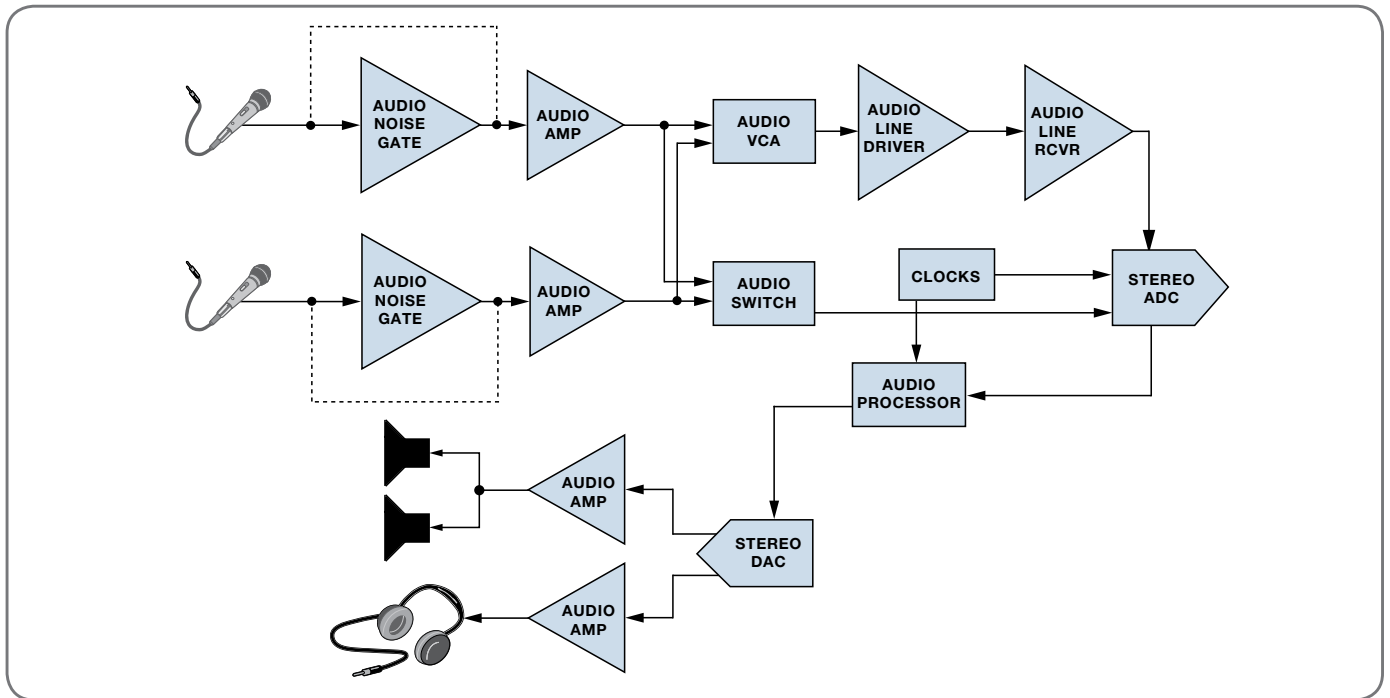 AUDIO
NOISE
GATE
AUDIO
AMP
AUDIO
VCA
AUDIO
LINE
DRIVER
AUDIO
LINE
RCVR
AUDIO
NOISE
GATE
AUDIO
AMP
AUDIO
SWITCH
CLOCKS
STEREO
ADC
AUDIO
PROCESSOR
AUDIO
AMP
STEREO
DAC
AUDIO
AMP